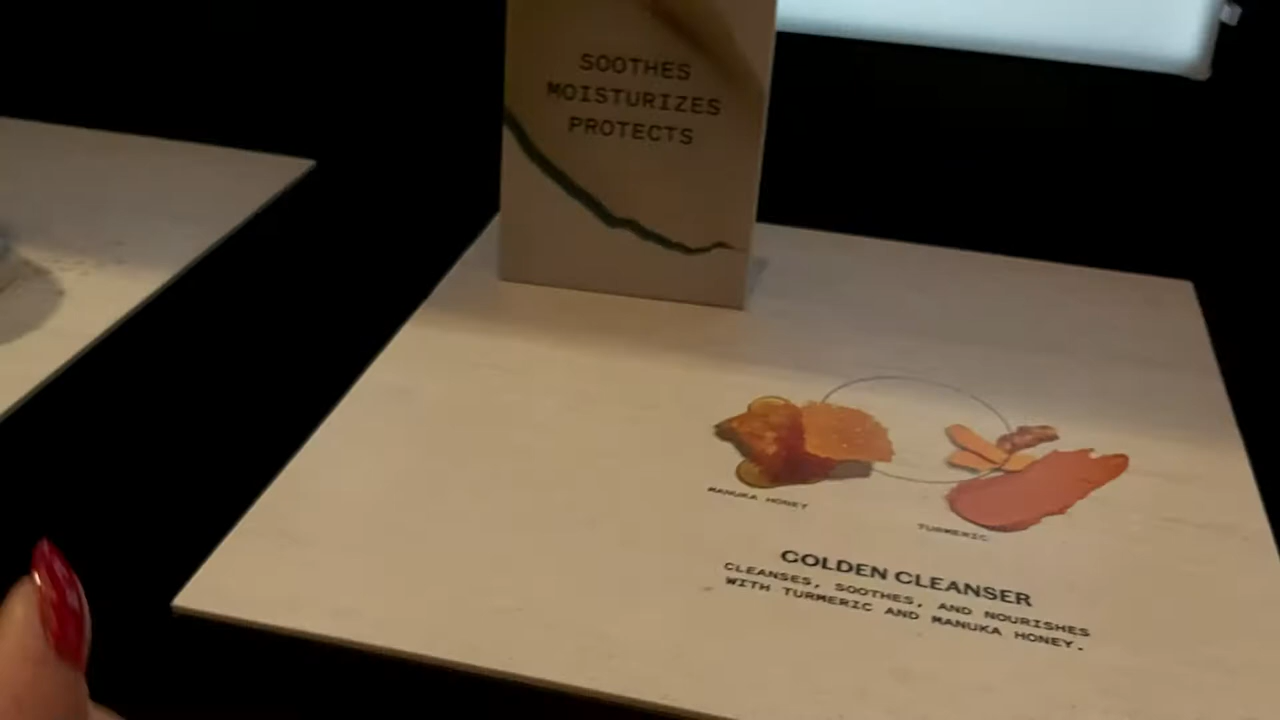 SOOTHES
MOISTURIZES
PROTECTS
MANUKA HONEY
TURMERIC
GOLDEN CLEANSER
CLEANSES, SOOTHES, AND NOURISHES
WITH TURMERIC AND MANUKA HONEY.